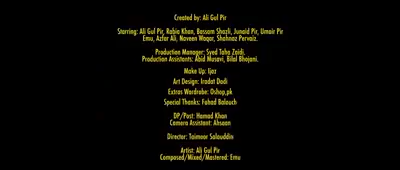 Created by: Ali Gul Pir
Starring: Ali Gul Pir, Rabia Khan, Bassam Shazli, Junaid Pir, Umair Pir
Emu, Azfar Ali, Naveen Waqar, Shahnaz Pervaiz.
Production Manager: Syed Taha Zaidi.
Production Assistants: Abid Musavi, Bilal Bhojani.
Make Up: Ijaz
Art Design: Iradat Dadi
Extras Wardrobe: Oshop.pk
Special Thanks: Fahad Balouch
DP/Post: Hamad Khan
Camera Assistant: Ahsaan
Director: Taimoor Salauddin
Artist: Ali Gul Pir
Composed/Mixed/Mastered: Emu